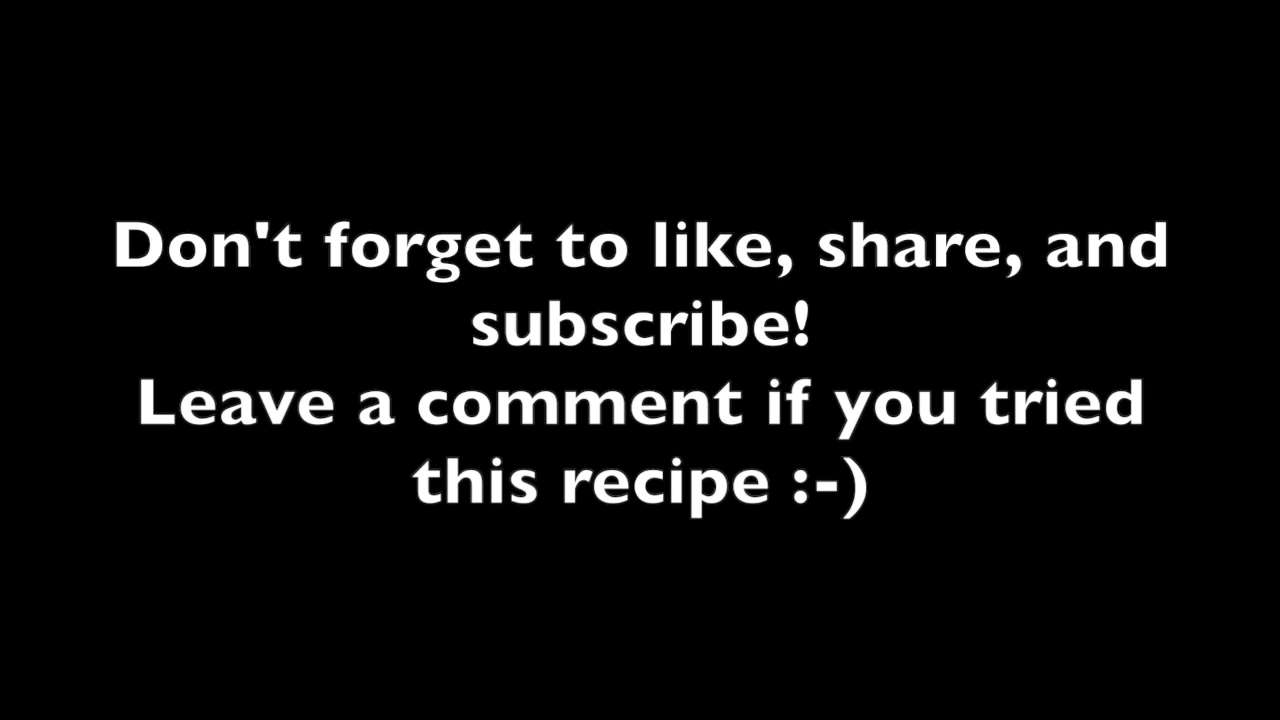 Don't forget to like, share, and
subscribe!
Leave a comment if you tried
this recipe :-)